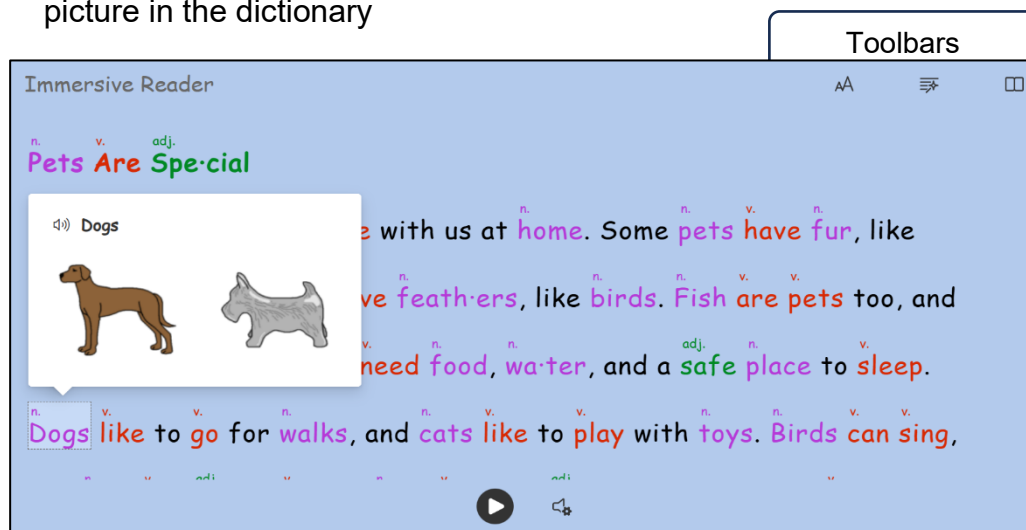 picture in the dictionary
Toolbars
Immersive Reader
AA
n. v. adj.
Pets Are Spe·cial
Dogs
n. n. v. n.
e with us at home. Some pets have fur, like
n. n. n. v. v.
ve feath·ers, like birds. Fish are pets too, and
v. n. n. adj. n. v.
need food, wa·ter, and a safe place to sleep.
n. v. v. n. n. v. v. n. n. v. v.
Dogs like to go for walks, and cats like to play with toys. Birds can sing,